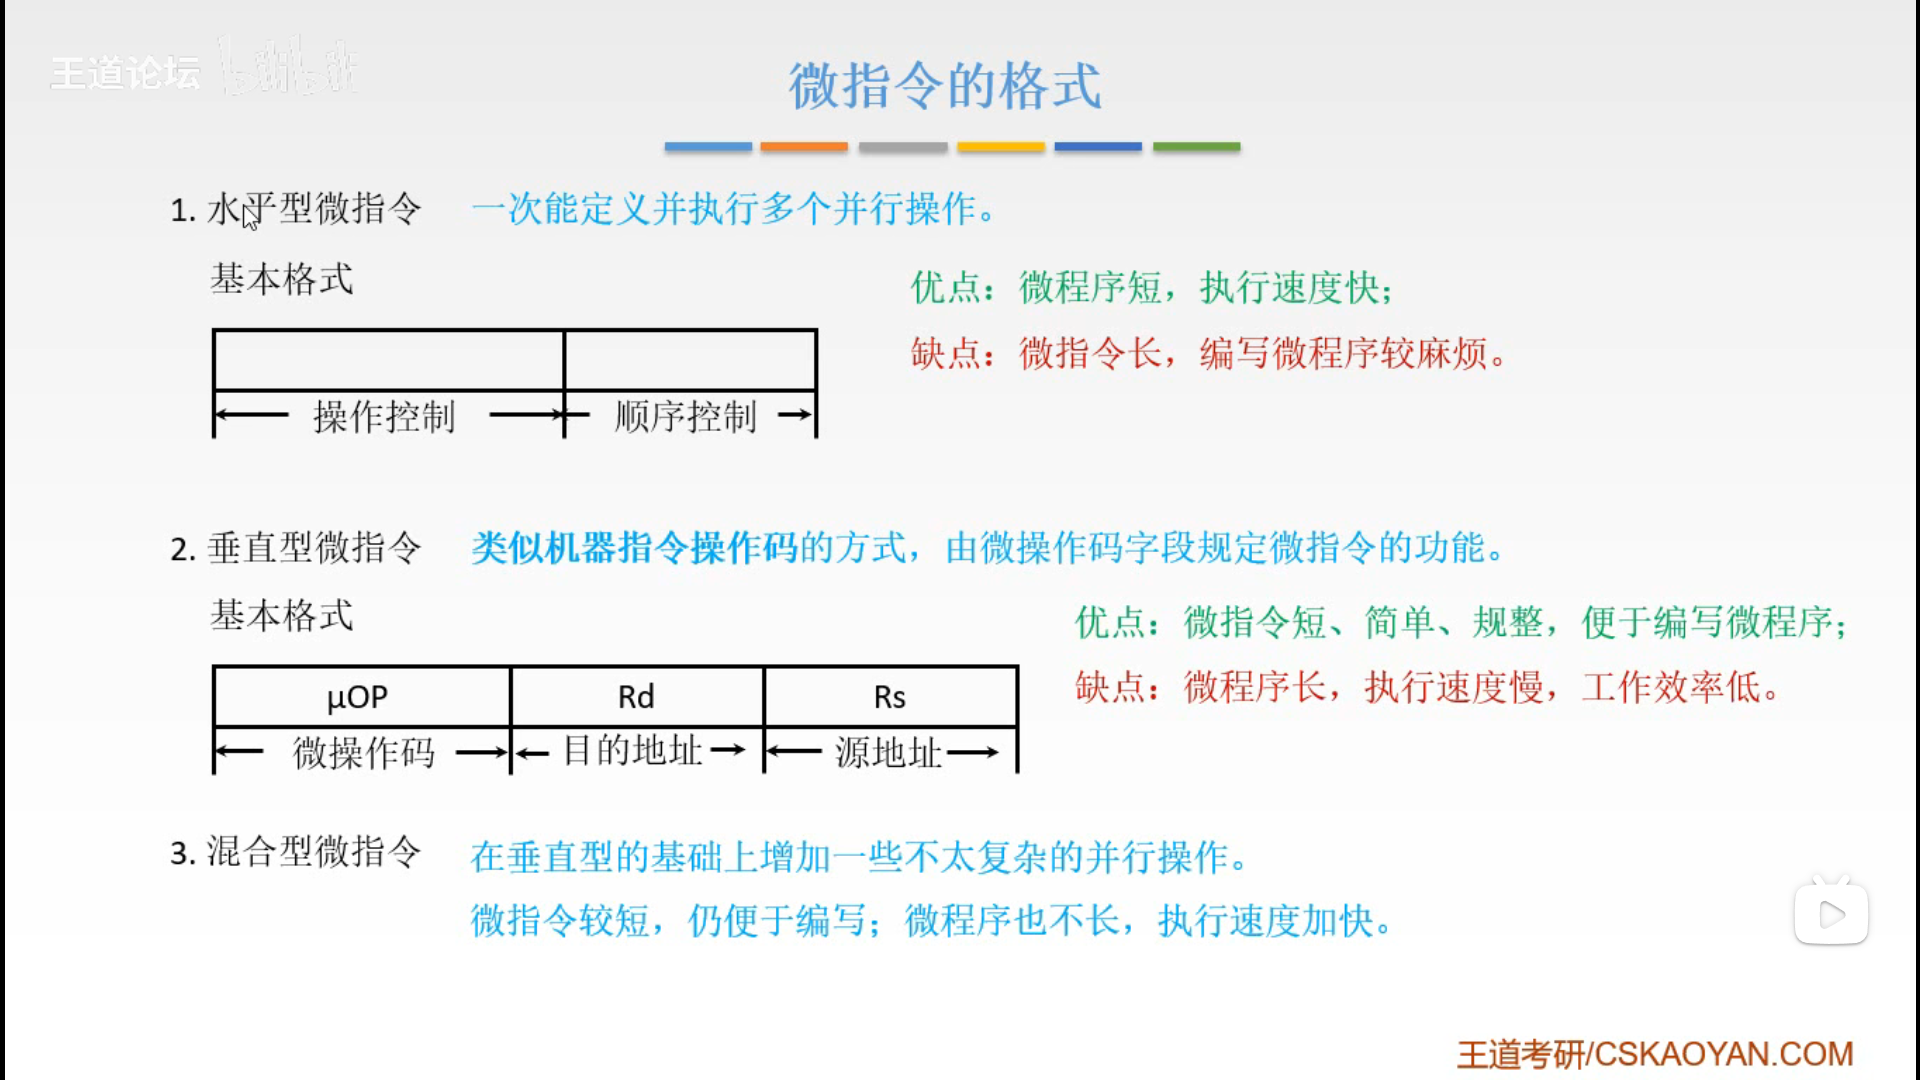 王道论坛 bilibili
微指令的格式
1. 水平型微指令 一次能定义并执行多个并行操作。
基本格式
优点：微程序短，执行速度快；
缺点：微指令长，编写微程序较麻烦。
操作控制 顺序控制
2. 垂直型微指令 类似机器指令操作码的方式，由微操作码字段规定微指令的功能。
基本格式
优点：微指令短、简单、规整，便于编写微程序；
缺点：微程序长，执行速度慢，工作效率低。
μOP Rd Rs
微操作码 目的地址 源地址
3. 混合型微指令 在垂直型的基础上增加一些不太复杂的并行操作。
微指令较短，仍便于编写；微程序也不长，执行速度加快。
王道考研/CSKAOYAN.COM